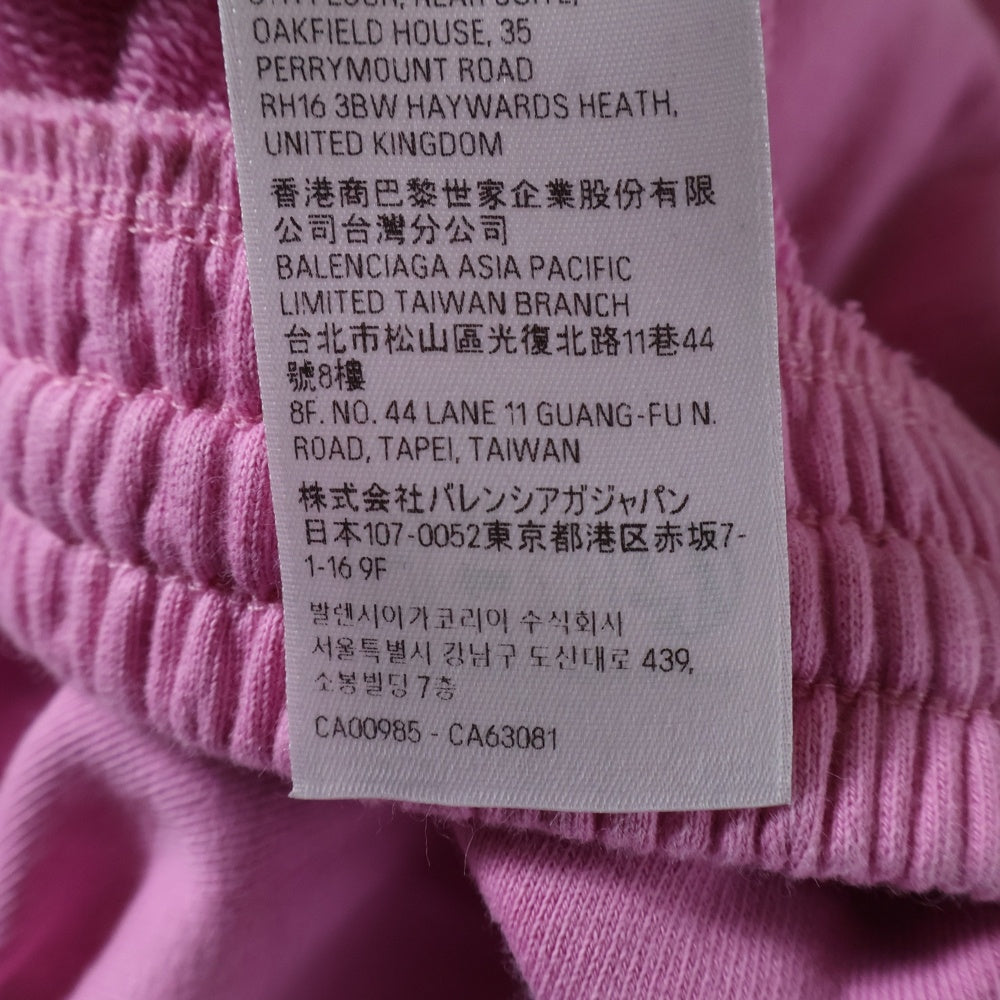 OAKFIELD HOUSE, 35
PERRYMOUNT ROAD
RH16 3BW HAYWARDS HEATH,
UNITED KINGDOM
香港商巴黎世家企業股份有限
公司台灣分公司
BALENCIAGA ASIA PACIFIC
LIMITED TAIWAN BRANCH
台北市松山區光復北路11巷44
號8樓
8F. NO. 44 LANE 11 GUANG-FU N.
ROAD, TAPEI, TAIWAN
株式会社バレンシアガジャパン
日本107-0052東京都港区赤坂7-
1-16 9F
발렌시아가코리아 수식회사
서울특별시 강남구 도신대로 439,
소봉빌딩 7층
CA00985 - CA63081